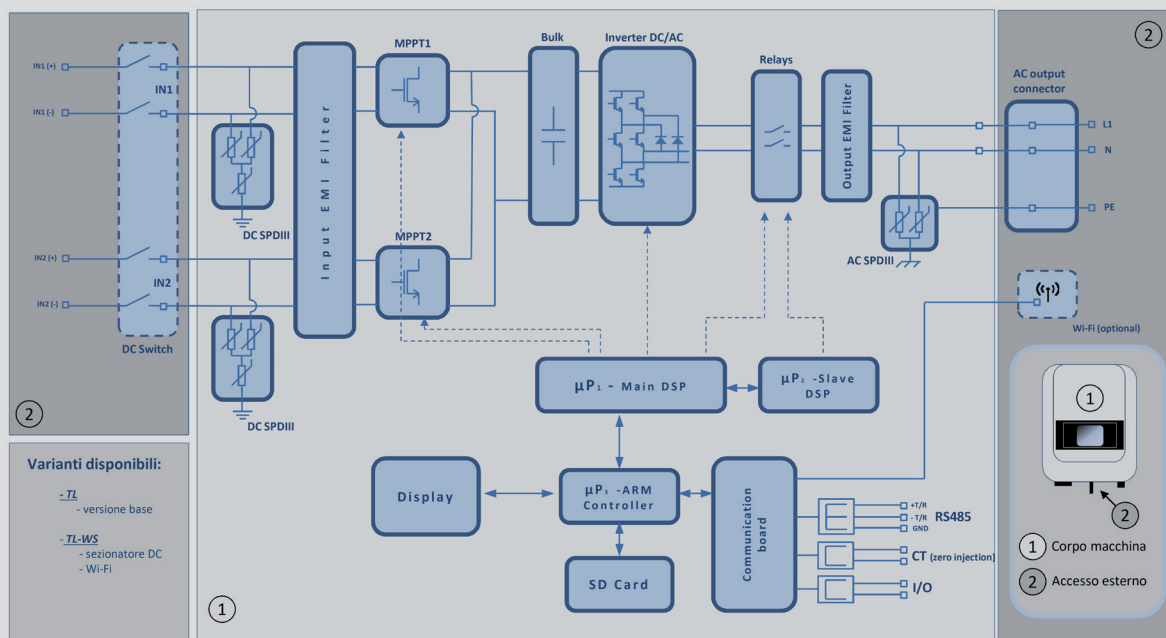 2
1
2
IN1 (+)
IN1 (-)
IN1
IN2 (+)
IN2 (-)
IN2
DC Switch
2
DC SPDIII
DC SPDIII
Input EMI Filter
MPPT1
MPPT2
Bulk
Inverter DC/AC
Relays
Output EMI Filter
AC SPDIII
AC output
connector
L1
N
PE
Wi-Fi (optional)
μP1 - Main DSP
μP2 -Slave
DSP
μP3 -ARM
Controller
Display
SD Card
Communication
board
+T/R
- T/R
GND
RS485
CT (zero injection)
I/O
1
Varianti disponibili:
- TL
- versione base
- TL-WS
- sezionatore DC
- Wi-Fi
1
2
1 Corpo macchina
2 Accesso esterno